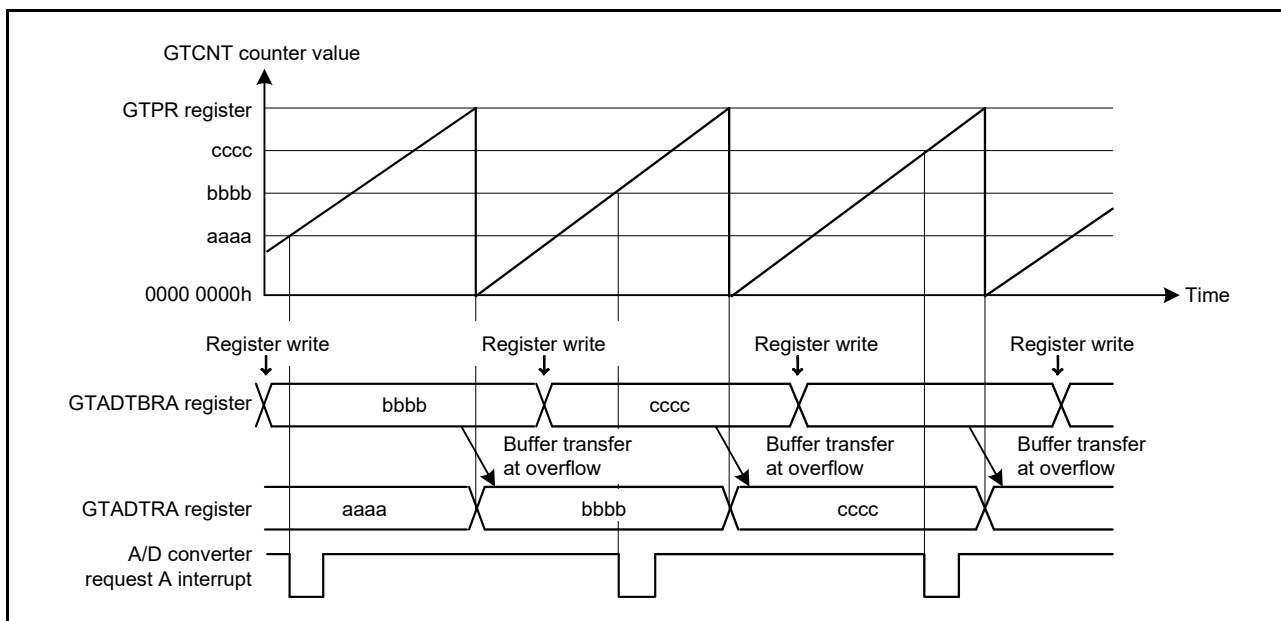 GTCNT counter value
GTPR register
cccc
bbbb
aaaa
0000 0000h
Time
Register write
Register write
Register write
Register write
GTADTBRA register
bbbb
cccc
Buffer transfer
at overflow
Buffer transfer
at overflow
Buffer transfer
at overflow
GTADTRA register
aaaa
bbbb
cccc
A/D converter
request A interrupt